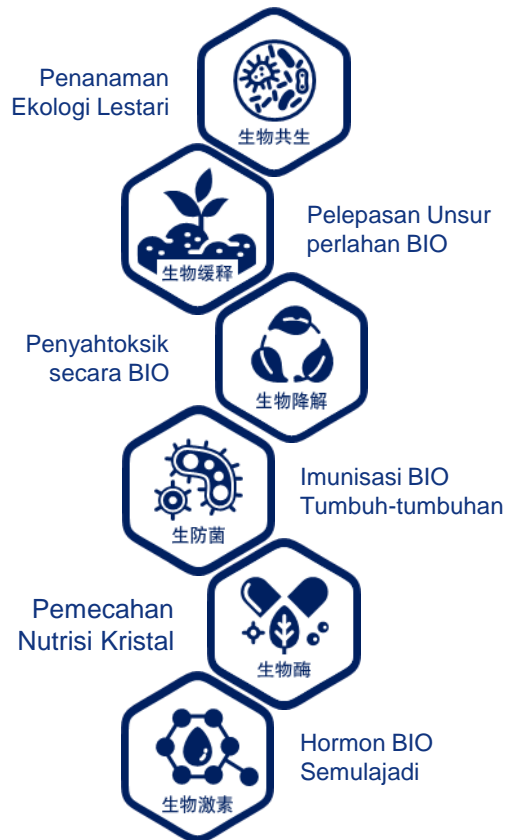 Penanaman
Ekologi Lestari
生物共生
生物缓释
Pelepasan Unsur
perlahan BIO
Penyahtoksik
secara BIO
生物降解
生防菌
Imunisasi BIO
Tumbuh-tumbuhan
Pemecahan
Nutrisi Kristal
生物酶
生物激素
Hormon BIO
Semulajadi